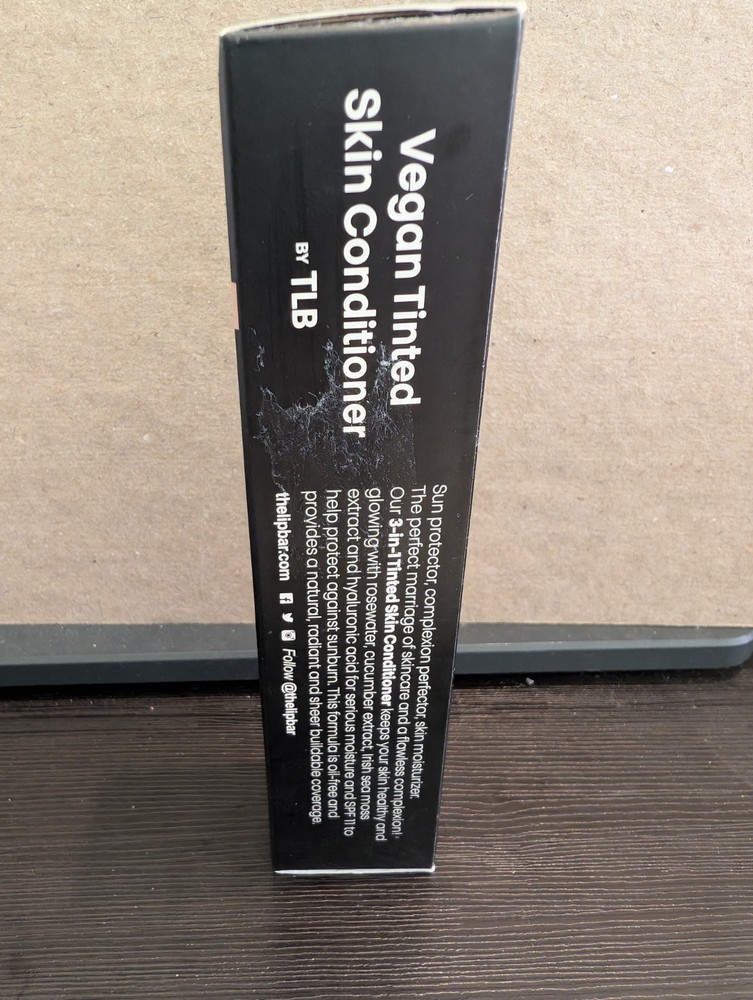 Vegan Tinted
Skin Conditioner
BY TLB
Sun protector, complexion perfector, skin moisturizer.
The perfect marriage of skincare and a flawless complexion!
Our 3-in-1 Tinted Skin Conditioner keeps your skin healthy and
glowing with rosewater, cucumber extract, Irish sea moss
extract and hyaluronic acid for serious moisture and SPF 11 to
help protect against sunburn. This formula is oil-free and
provides a natural, radiant and sheer buildable coverage.
thelipbar.com Follow @thelipbar